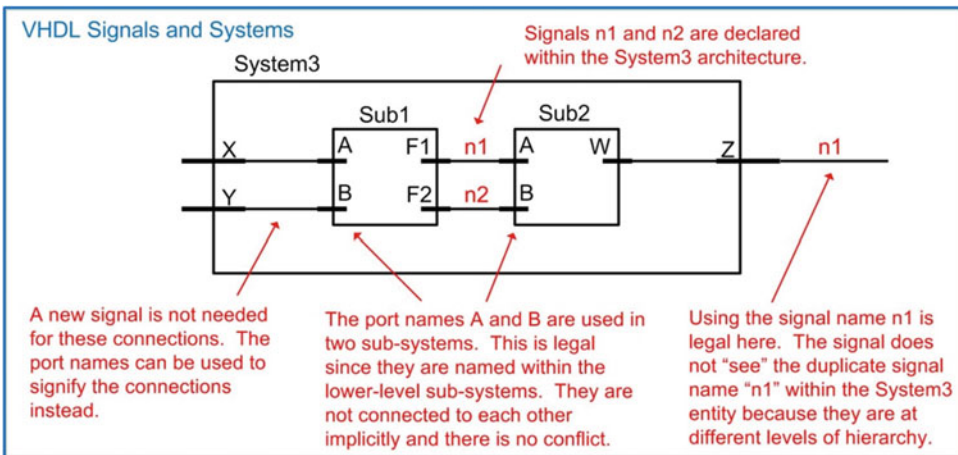 VHDL Signals and Systems
Signals n1 and n2 are declared
within the System3 architecture.
System3
Sub1
Sub2
X
A
F1
n1
A
W
Z
n1
Y
B
F2
n2
B
A new signal is not needed
for these connections.  The
port names can be used to
signify the connections
instead.
The port names A and B are used in
two sub-systems.  This is legal
since they are named within the
lower-level sub-systems.  They are
not connected to each other
implicitly and there is no conflict.
Using the signal name n1 is
legal here.  The signal does
not “see” the duplicate signal
name “n1” within the System3
entity because they are at
different levels of hierarchy.